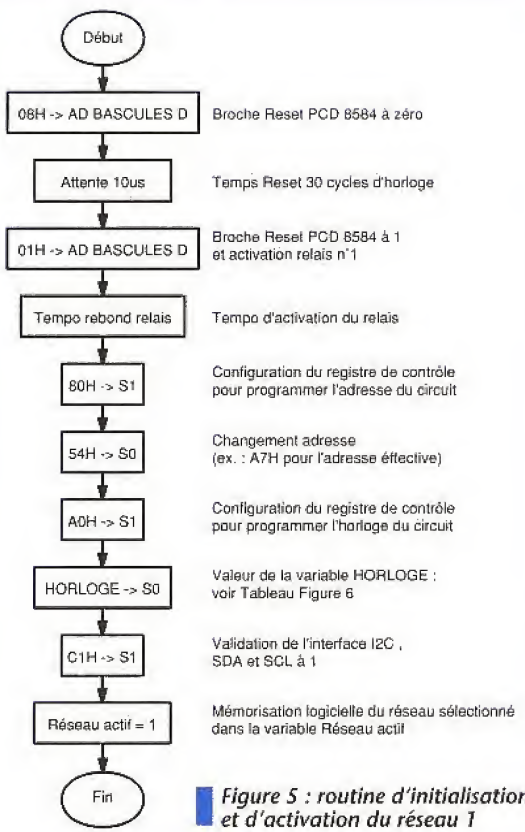 Début
08H -> AD BASCULES D
Broche Reset PCD 8584 à zéro
Attente 10us
Temps Reset 30 cycles d'horloge
01H -> AD BASCULES D
Broche Reset PCD 8584 à 1
et activation relais n°1
Tempo rebond relais
Tempo d'activation du relais
80H -> S1
Configuration du registre de contrôle
pour programmer l'adresse du circuit
54H -> S0
Changement adresse
(ex. : A7H pour l'adresse éffective)
A0H -> S1
Configuration du registre de contrôle
pour programmer l'horloge du circuit
HORLOGE -> S0
Valeur de la variable HORLOGE :
voir Tableau Figure 6
C1H -> S1
Validation de l'interface I2C ,
SDA et SCL à 1
Réseau actif = 1
Mémorisation logicielle du réseau sélectionné
dans la variable Réseau actif
Fin
Figure 5 : routine d'initialisation
et d'activation du réseau 1